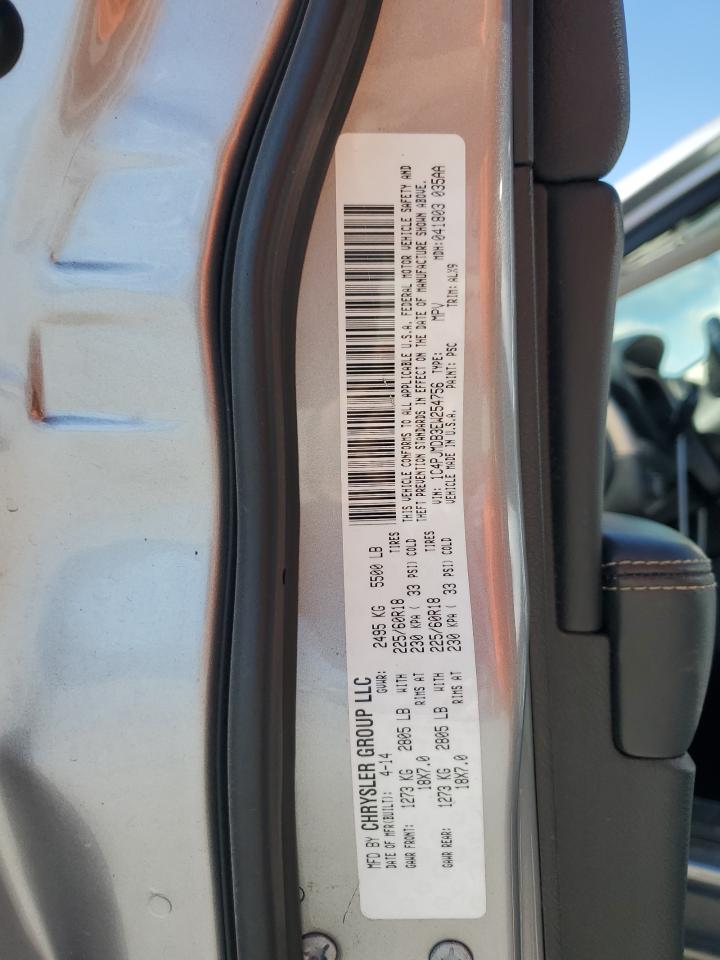 MFD BY CHRYSLER GROUP LLC
DATE OF MFR(BUILT): 4-14 GVWR: 2495 KG 5500 LB
GAWR FRONT: WITH TIRES
1273 KG 2805 LB 225/60R18
RIMS AT
18X7.0 230 KPA ( 33 PSI) COLD
GAWR REAR: WITH TIRES
1273 KG 2805 LB 225/60R18
RIMS AT
18X7.0 230 KPA ( 33 PSI) COLD
THIS VEHICLE CONFORMS TO ALL APPLICABLE U.S.A. FEDERAL MOTOR VEHICLE SAFETY AND
THEFT PREVENTION STANDARDS IN EFFECT ON THE DATE OF MANUFACTURE SHOWN ABOVE.
VIN: 1C4PJMDB3EW254756 TYPE: MPV MDH: 041803 035AA
VEHICLE MADE IN U.S.A. PAINT: PSC TRIM: ALX9